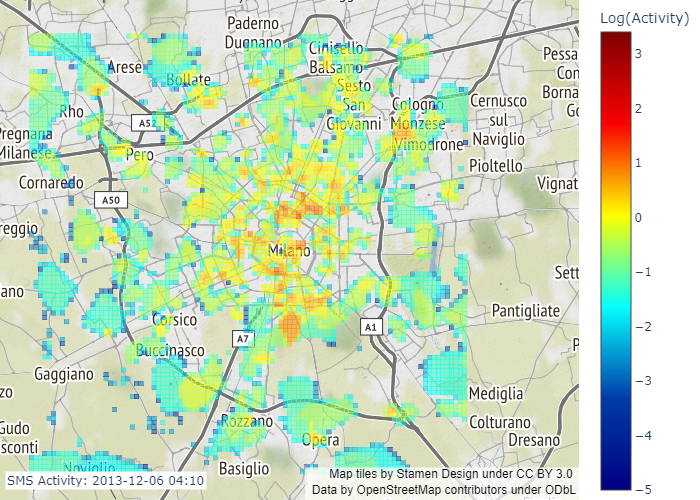 Log(Activity)
Paderno
Dugnano
Cinisello
Balsamo
Arese
Bollate
Sesto
San
Giovanni
Cologno
Monzese
Cernusco
sul
Naviglio
Rho
A52
Pero
Vimodrone
Pioltello
Pessa
Con
Borna
Go
Pregnana
Milanese
Cornaredo
A50
Vignat
reggio
Milano
Sett
ano
Corsico
A7
A1
Pantigliate
Buccinasco
P
Gaggiano
zo
Mediglia
Gudo
sconti
Rozzano
Opera
Colturano
Dresano
Noviglio
Basiglio
SMS Activity: 2013-12-06 04:10
Map tiles by Stamen Design under CC BY 3.0
Data by OpenStreetMap contributors under ODbL
3
2
1
0
−1
−2
−3
−4
−5